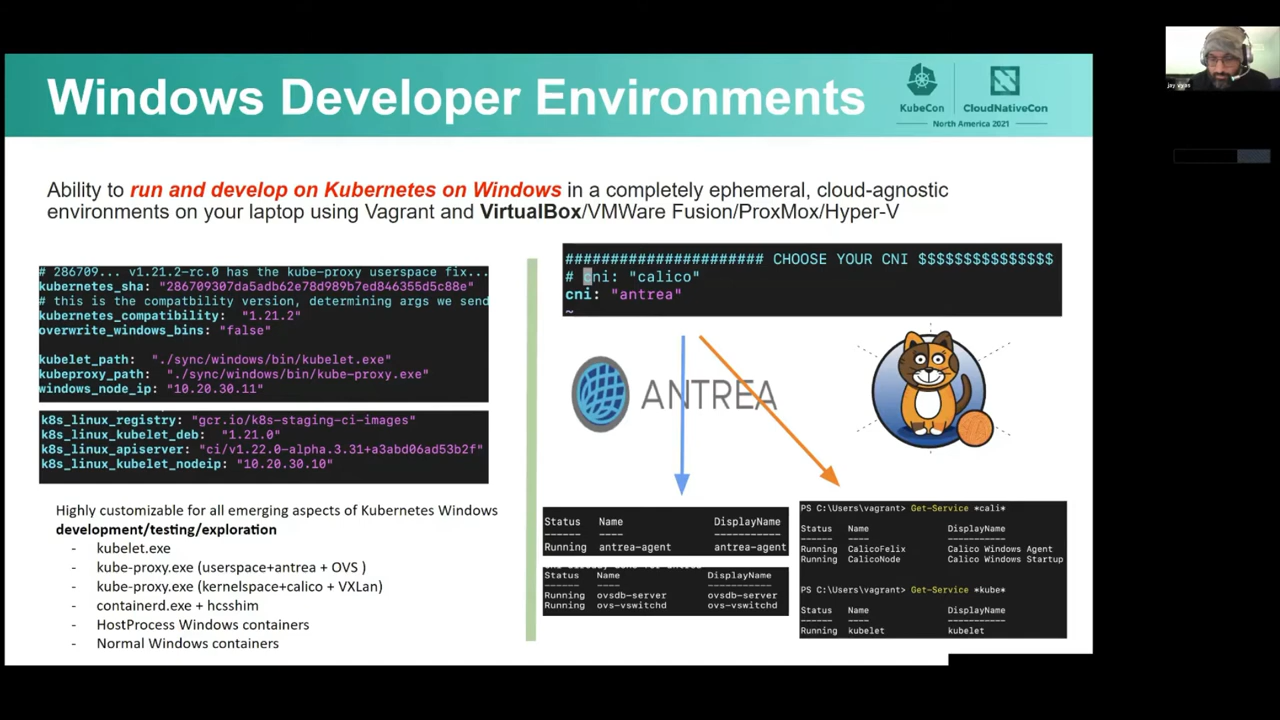 Windows Developer Environments
KubeCon
CloudNativeCon
North America 2021
jay vyas
Ability to run and develop on Kubernetes on Windows in a completely ephemeral, cloud-agnostic
environments on your laptop using Vagrant and VirtualBox/VMWare Fusion/ProxMox/Hyper-V
# 286709... v1.21.2-rc.0 has the kube-proxy userspace fix...
kubernetes_sha: "286709307da5adb62e78d989b7ed846355d5c88e"
# this is the compatbility version, determining args we send
kubernetes_compatibility: "1.21.2"
overwrite_windows_bins: "false"
kubelet_path: "./sync/windows/bin/kubelet.exe"
kubeproxy_path: "./sync/windows/bin/kube-proxy.exe"
windows_node_ip: "10.20.30.11"
k8s_linux_registry: "gcr.io/k8s-staging-ci-images"
k8s_linux_kubelet_deb: "1.21.0"
k8s_linux_apiserver: "ci/v1.22.0-alpha.3.31+a3abd06ad53b2f"
k8s_linux_kubelet_nodeip: "10.20.30.10"
Highly customizable for all emerging aspects of Kubernetes Windows
development/testing/exploration
- kubelet.exe
- kube-proxy.exe (userspace+antrea + OVS )
- kube-proxy.exe (kernelspace+calico + VXLan)
- containerd.exe + hcsshim
- HostProcess Windows containers
- Normal Windows containers
###################### CHOOSE YOUR CNI $$$$$$$$$$$$$$$
# cni: "calico"
cni: "antrea"
~
ANTREA
Status Name DisplayName
------ ---- -----------
Running antrea-agent antrea-agent
Status Name DisplayName
------ ---- -----------
Running ovsdb-server ovsdb-server
Running ovs-vswitchd ovs-vswitchd
PS C:\Users\vagrant> Get-Service *cali*
Status Name DisplayName
------ ---- -----------
Running CalicoFelix Calico Windows Agent
Running CalicoNode Calico Windows Startup
PS C:\Users\vagrant> Get-Service *kube*
Status Name DisplayName
------ ---- -----------
Running kubelet kubelet